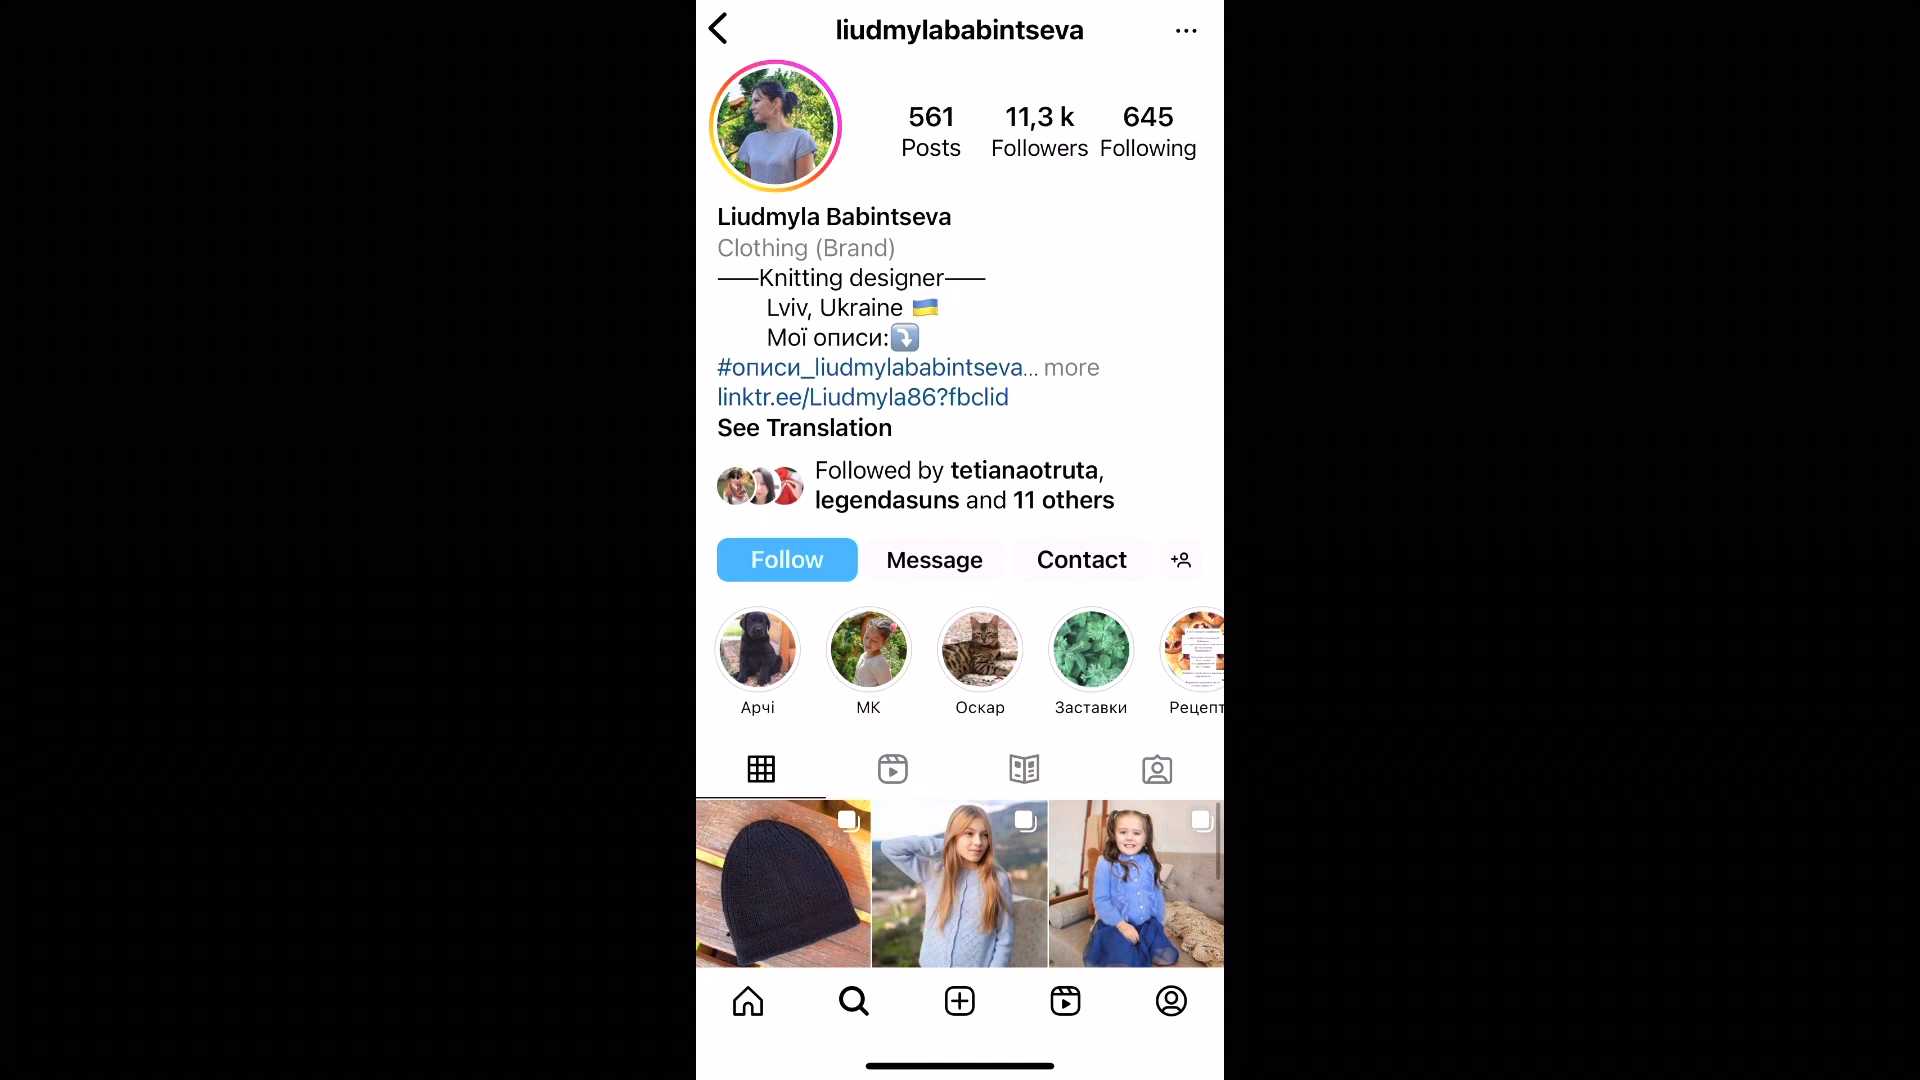 liudmylababintseva
561 11,3 k 645
Posts Followers Following
Liudmyla Babintseva
Clothing (Brand)
——Knitting designer——
Lviv, Ukraine 🇺🇦
Мої описи:⤵️
#описи_liudmylababintseva... more
linktr.ee/Liudmyla86?fbclid
See Translation
Followed by tetianaotruta,
legendasuns and 11 others
Follow Message Contact
Арчі МК Оскар Заставки Рецепт